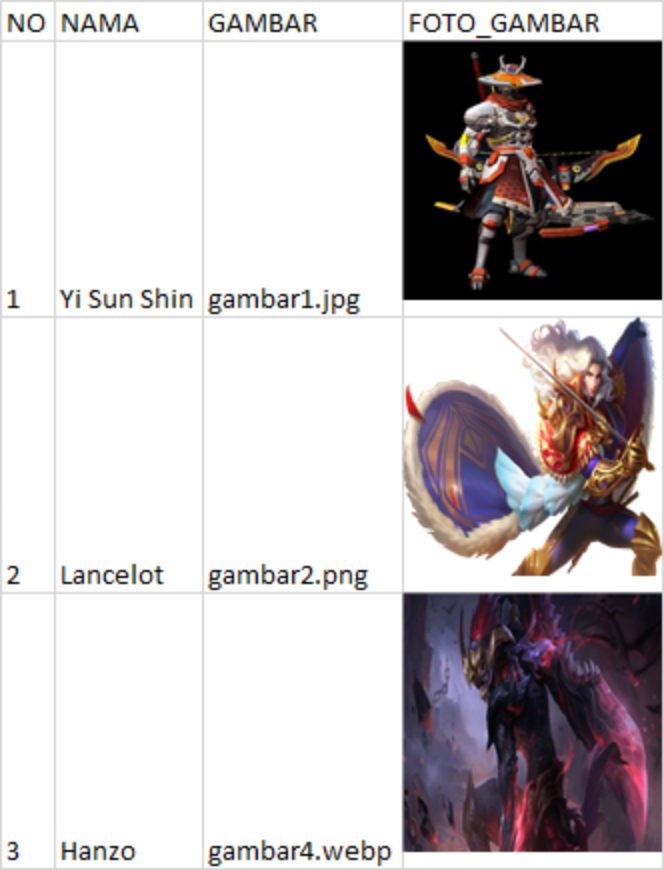 NO NAMA GAMBAR FOTO_GAMBAR
1 Yi Sun Shin gambar1.jpg
2 Lancelot gambar2.png
3 Hanzo gambar4.webp